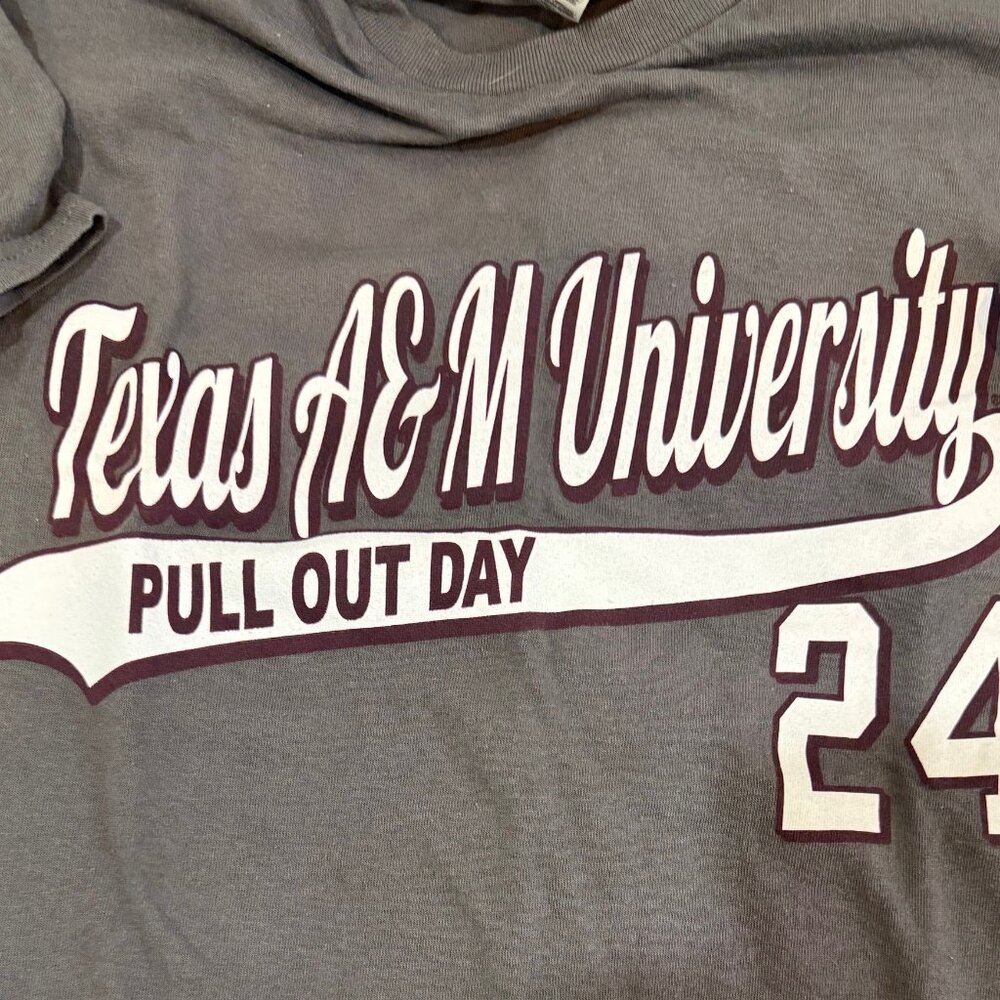 Texas A&M University
PULL OUT DAY
24